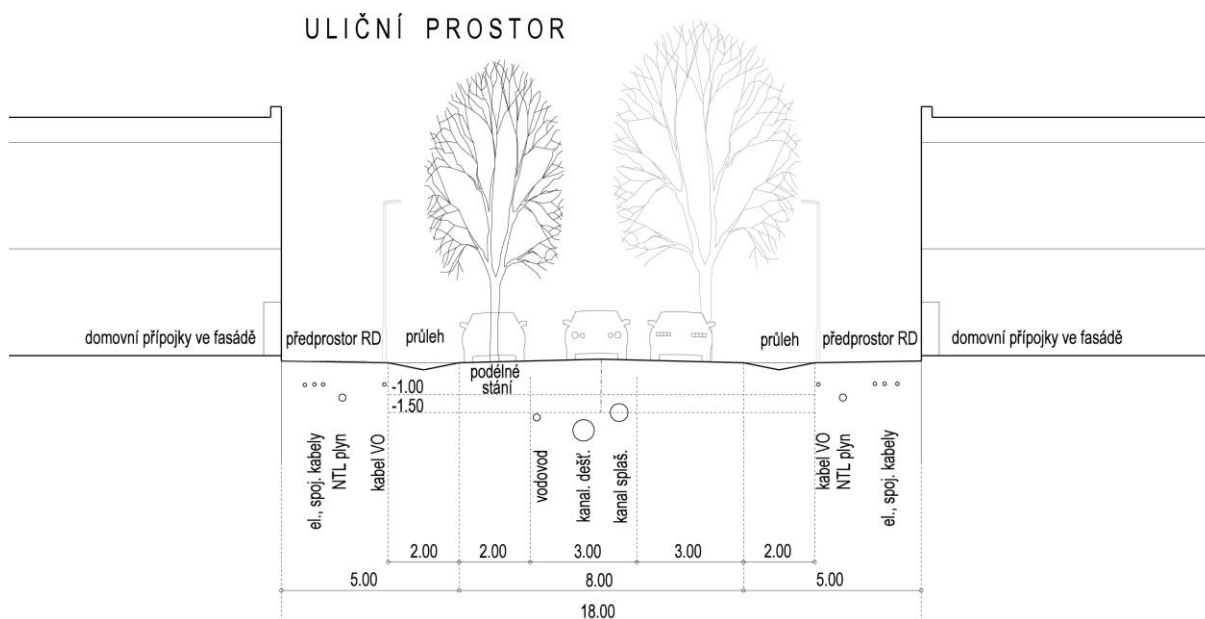 ULIČNÍ PROSTOR
domovní přípojky ve fasádě
předprostor RD
průleh
průleh
předprostor RD
domovní přípojky ve fasádě
podélné
stání
-1.00
-1.50
el., spoj. kabely
NTL plyn
kabel VO
vodovod
kanal. dešť.
kanal splaš.
kabel VO
NTL plyn
el., spoj. kabely
2.00
2.00
3.00
3.00
2.00
5.00
8.00
5.00
18.00